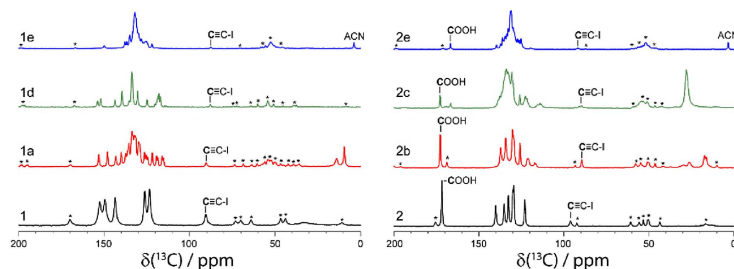 1e
C≡C-I
ACN
1d
C≡C-I
1a
C≡C-I
1
C≡C-I
200 150 100 50 0
δ(¹³C) / ppm
2e
COOH
C≡C-I
ACN
2c
COOH
C≡C-I
COOH
2b
C≡C-I
-COOH
2
C≡C-I
200 150 100 50 0
δ(¹³C) / ppm